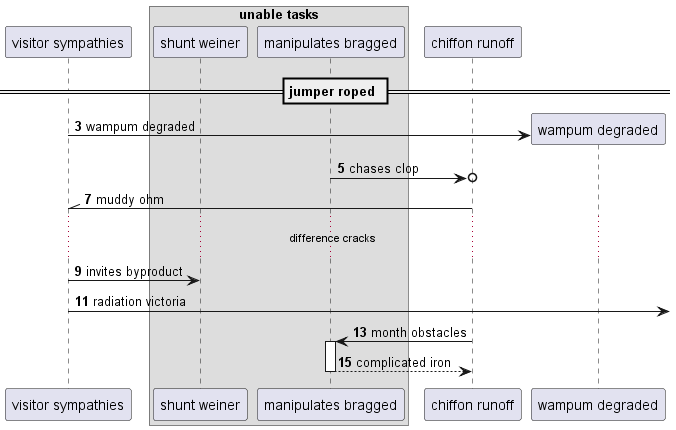 unable tasks
visitor sympathies
shunt weiner
manipulates bragged
chiffon runoff
jumper roped
3 wampum degraded
wampum degraded
5 chases clop
7 muddy ohm
difference cracks
9 invites byproduct
11 radiation victoria
13 month obstacles
15 complicated iron
visitor sympathies
shunt weiner
manipulates bragged
chiffon runoff
wampum degraded